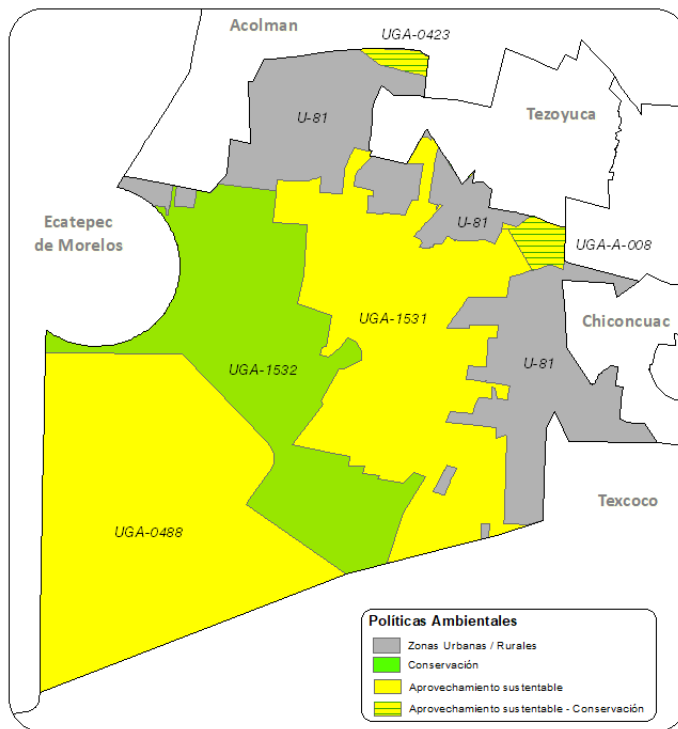 Acolman
UGA-0423
U-81
Tezoyuca
Ecatepec
de Morelos
U-81
UGA-A-008
UGA-1531
Chiconcuac
UGA-1532
U-81
Texcoco
UGA-0488
Políticas Ambientales
Zonas Urbanas / Rurales
Conservación
Aprovechamiento sustentable
Aprovechamiento sustentable - Conservación